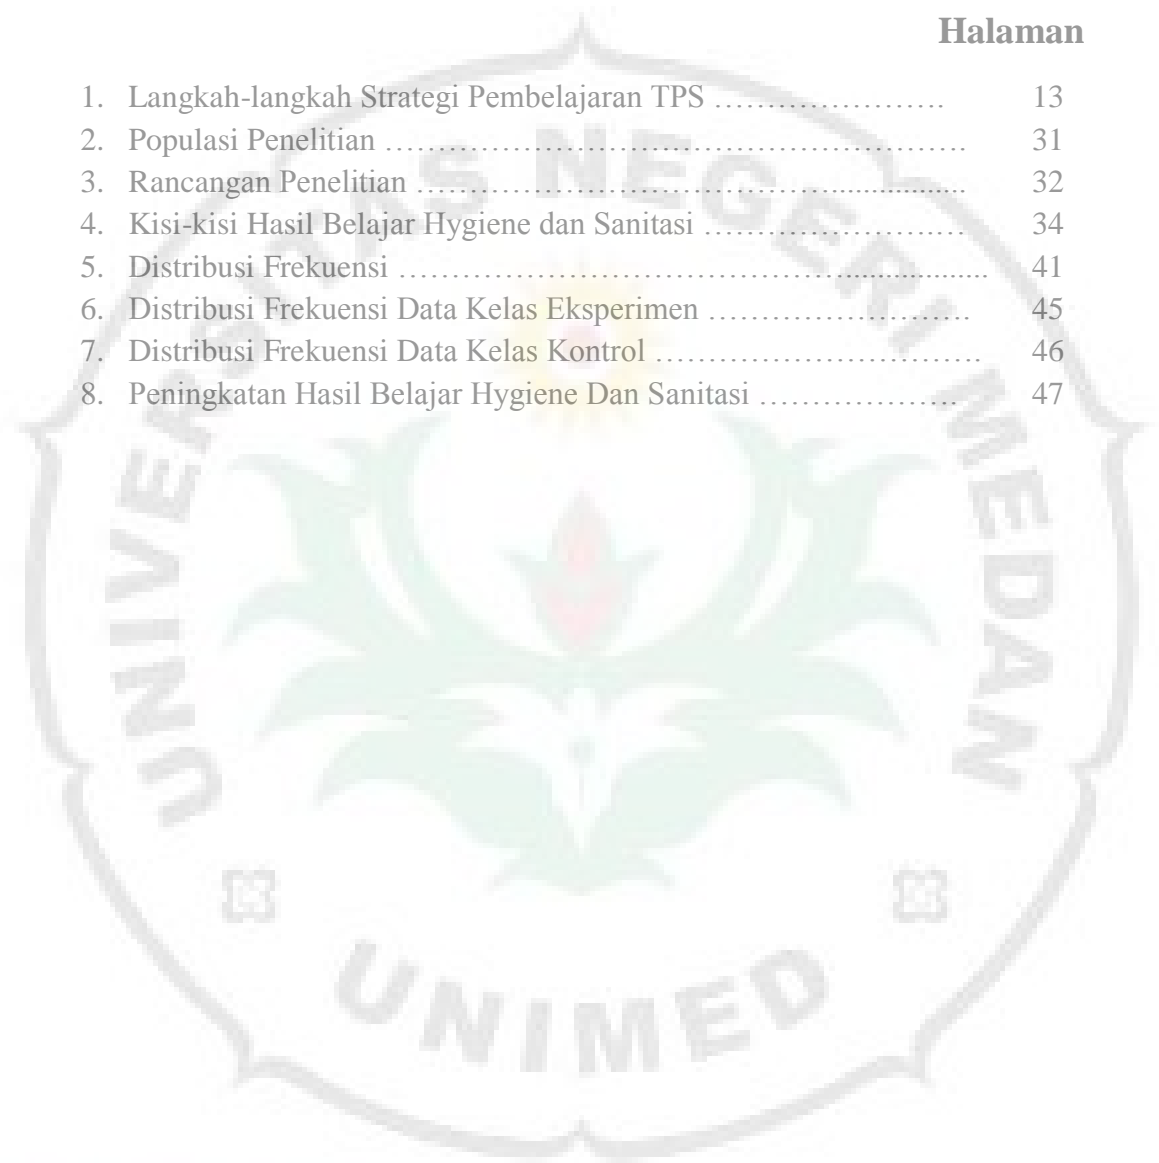 Halaman
1. Langkah-langkah Strategi Pembelajaran TPS ………………… 13
2. Populasi Penelitian ……………………………………………… 31
3. Rancangan Penelitian …………………………………................ 32
4. Kisi-kisi Hasil Belajar Hygiene dan Sanitasi …………………… 34
5. Distribusi Frekuensi …………………………………................... 41
6. Distribusi Frekuensi Data Kelas Eksperimen …………………… 45
7. Distribusi Frekuensi Data Kelas Kontrol ………………………… 46
8. Peningkatan Hasil Belajar Hygiene Dan Sanitasi ……………… 47
UNIVERSITAS NEGERI MEDAN
UNIMED